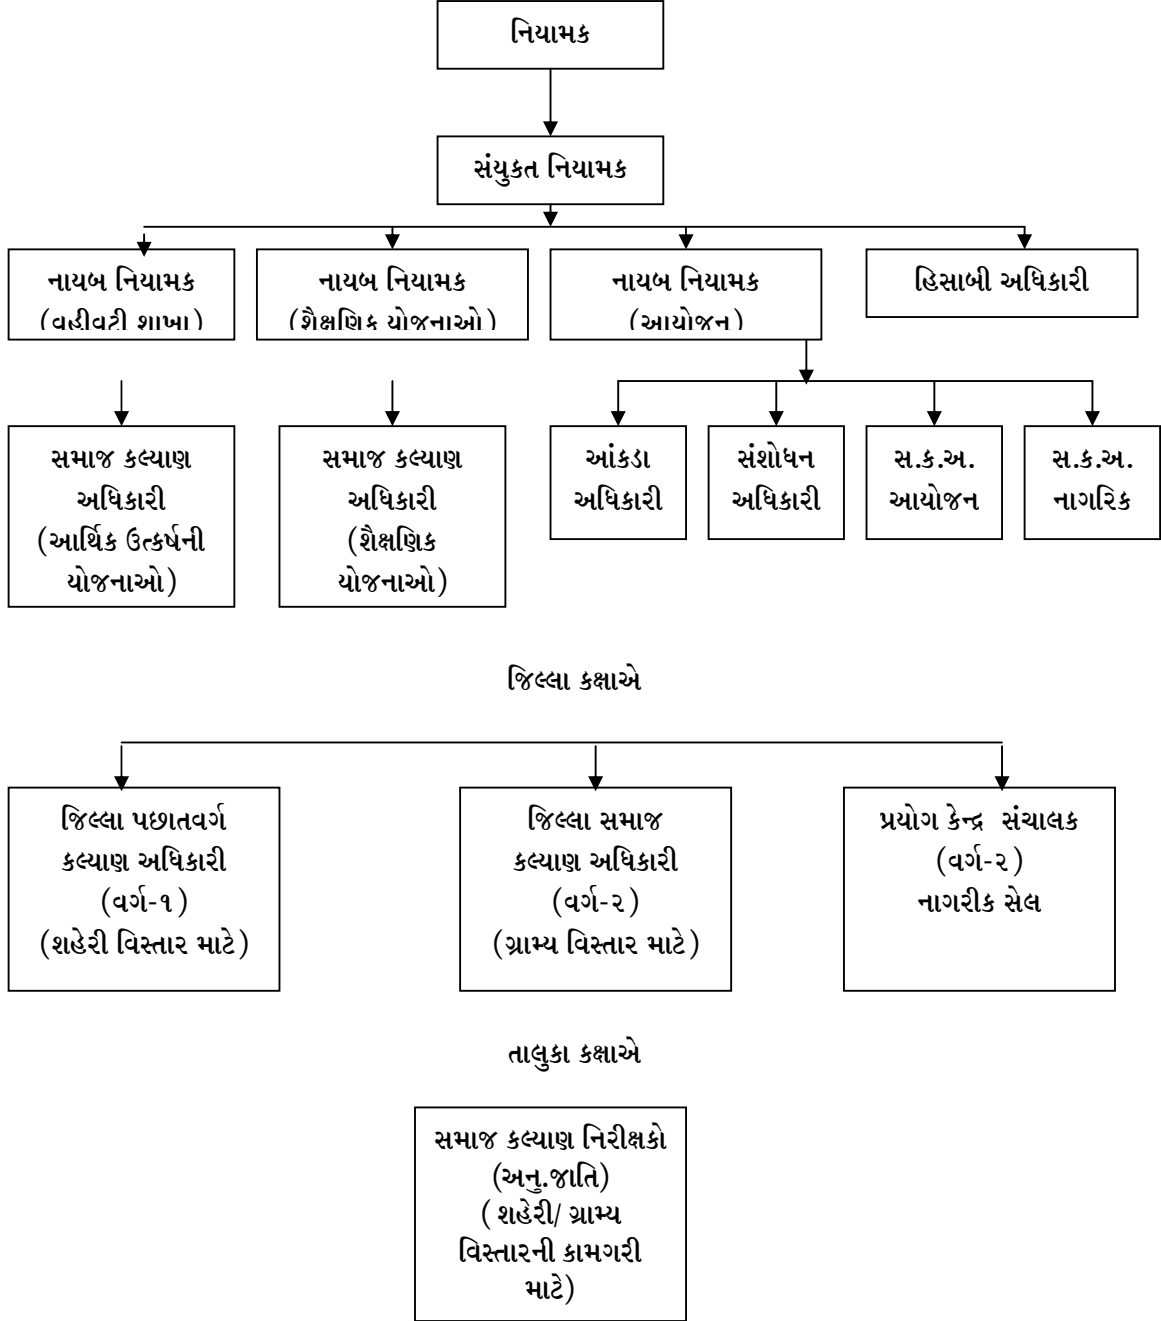 નિયામક
સંયુકત નિયામક
નાયબ નિયામક
(વહીવટી શાખા)
નાયબ નિયામક
(શૈક્ષણિક યોજનાઓ)
નાયબ નિયામક
(આયોજન)
હિસાબી અધિકારી
સમાજ કલ્યાણ
અધિકારી
(આર્થિક ઉત્કર્ષની
યોજનાઓ)
સમાજ કલ્યાણ
અધિકારી
(શૈક્ષણિક
યોજનાઓ)
આંકડા
અધિકારી
સંશોધન
અધિકારી
સ.ક.અ.
આયોજન
સ.ક.અ.
નાગરિક
જિલ્લા કક્ષાએ
જિલ્લા પછાતવર્ગ
કલ્યાણ અધિકારી
(વર્ગ-૧)
(શહેરી વિસ્તાર માટે)
જિલ્લા સમાજ
કલ્યાણ અધિકારી
(વર્ગ-૨)
(ગ્રામ્ય વિસ્તાર માટે)
પ્રયોગ કેન્દ્ર સંચાલક
(વર્ગ-૨)
નાગરીક સેલ
તાલુકા કક્ષાએ
સમાજ કલ્યાણ નિરીક્ષકો
(અનુ.જાતિ)
( શહેરી/ ગ્રામ્ય
વિસ્તારની કામગરી
માટે)